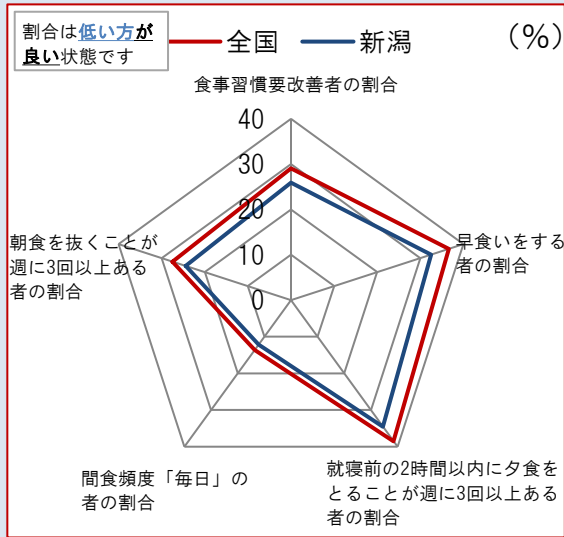 割合は低い方が
良い状態です
全国
新潟
(%)
食事習慣要改善者の割合
40
30
20
10
0
早食いをする
者の割合
朝食を抜くことが
週に3回以上ある
者の割合
間食頻度「毎日」の
者の割合
就寝前の2時間以内に夕食を
とることが週に3回以上ある
者の割合